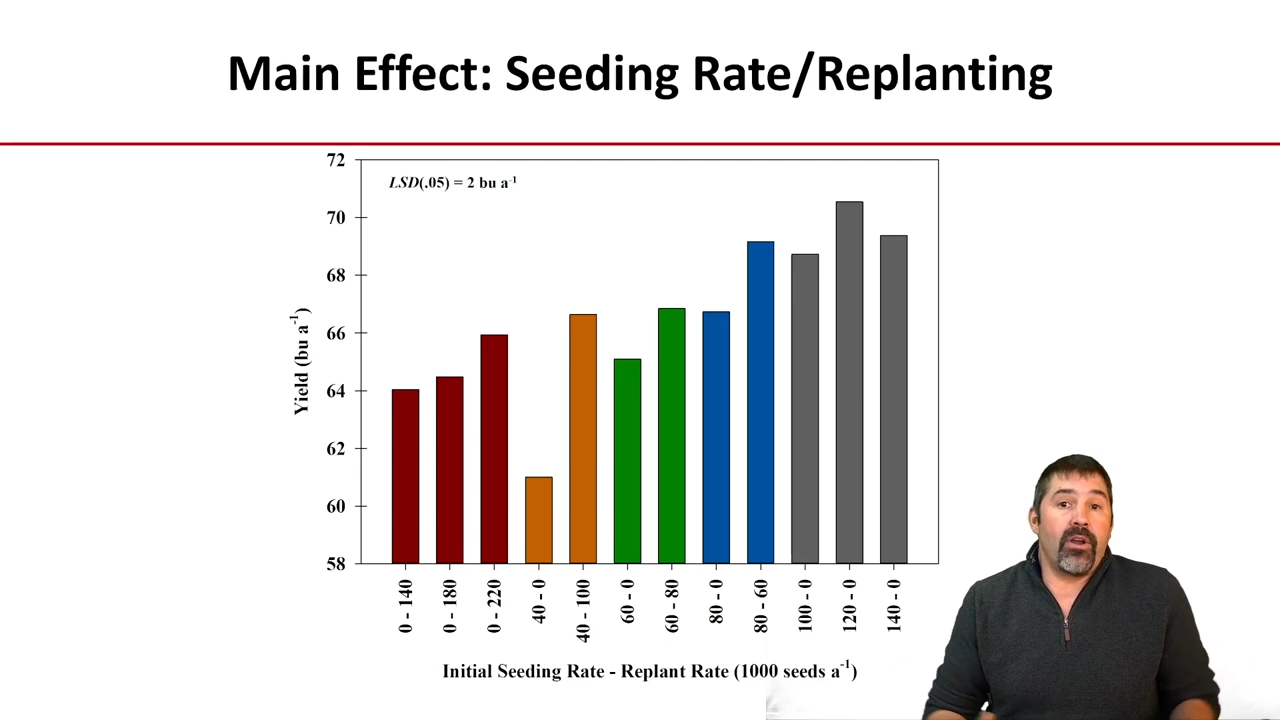 Main Effect: Seeding Rate/Replanting
LSD(.05) = 2 bu a⁻¹
72
70
68
66
64
62
60
58
Yield (bu a⁻¹)
0 - 140
0 - 180
0 - 220
40 - 0
40 - 100
60 - 0
60 - 80
80 - 0
80 - 60
100 - 0
120 - 0
140 - 0
Initial Seeding Rate - Replant Rate (1000 seeds a⁻¹)